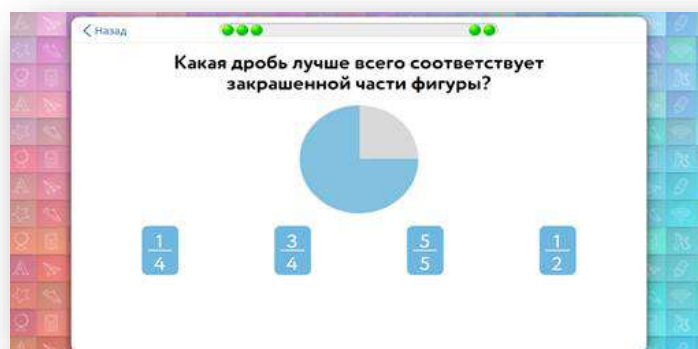 Назад
Какая дробь лучше всего соответствует
закрашенной части фигуры?
1/4 3/4 5/5 1/2